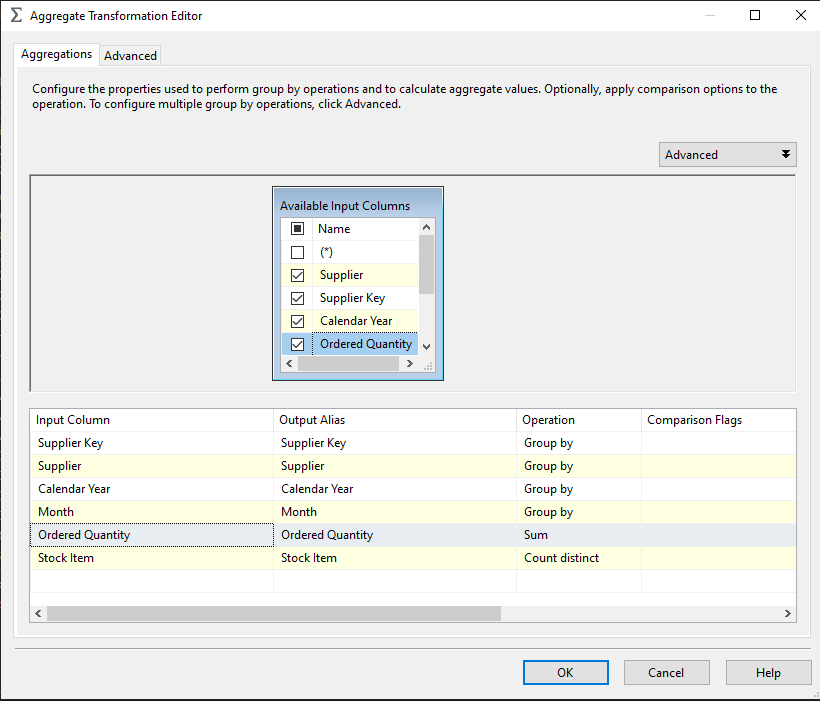 Aggregate Transformation Editor
Aggregations Advanced
Configure the properties used to perform group by operations and to calculate aggregate values. Optionally, apply comparison options to the
operation. To configure multiple group by operations, click Advanced.
Advanced
Available Input Columns
Name
(*)
Supplier
Supplier Key
Calendar Year
Ordered Quantity
Input Column Output Alias Operation Comparison Flags
Supplier Key Supplier Key Group by
Supplier Supplier Group by
Calendar Year Calendar Year Group by
Month Month Group by
Ordered Quantity Ordered Quantity Sum
Stock Item Stock Item Count distinct
OK Cancel Help